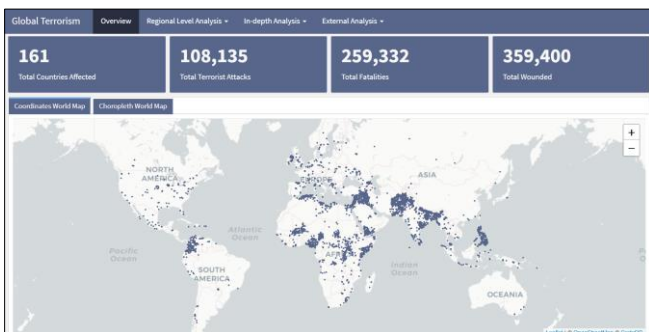 Global Terrorism Overview Regional Level Analysis In-depth Analysis External Analysis
161 108,135 259,332 359,400
Total Countries Affected Total Terrorist Attacks Total Fatalities Total Wounded
Coordinates World Map Choropleth World Map
+
−
NORTH
AMERICA
ASIA
Atlantic
Ocean
Pacific
Ocean
Indian
Ocean
SOUTH
AMERICA
OCEANIA